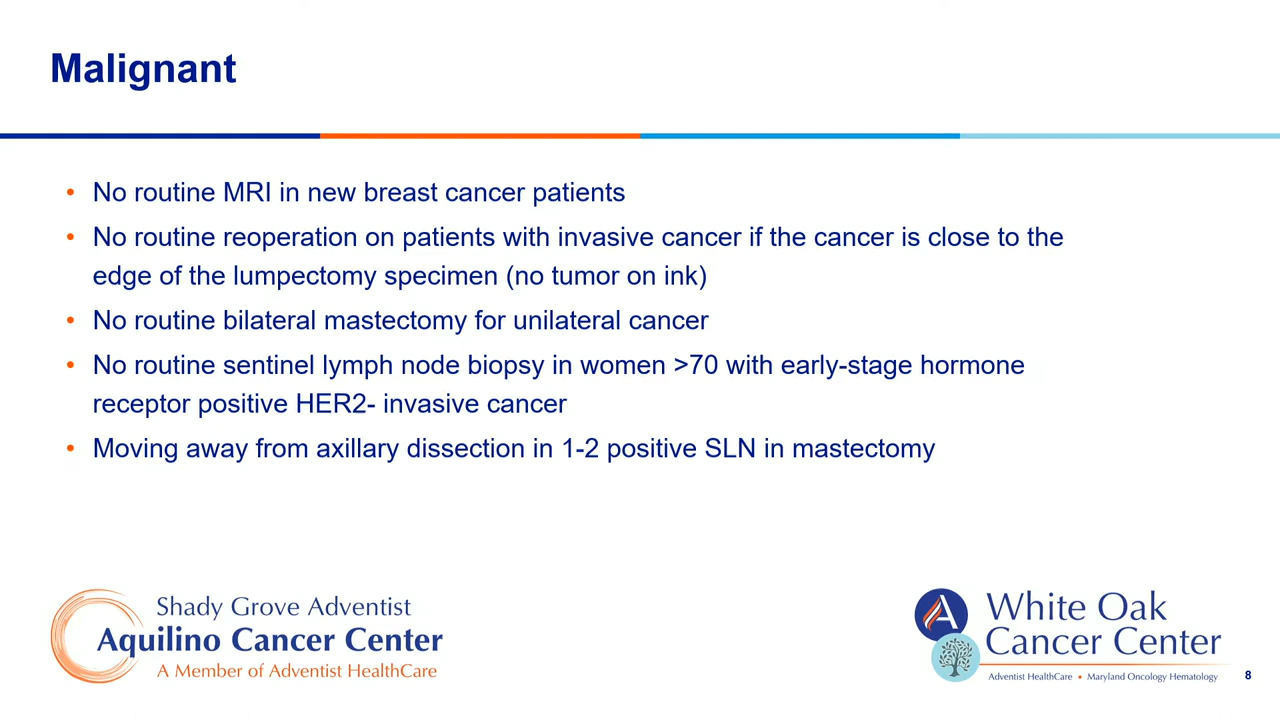 Malignant
• No routine MRI in new breast cancer patients
• No routine reoperation on patients with invasive cancer if the cancer is close to the
edge of the lumpectomy specimen (no tumor on ink)
• No routine bilateral mastectomy for unilateral cancer
• No routine sentinel lymph node biopsy in women >70 with early-stage hormone
receptor positive HER2- invasive cancer
• Moving away from axillary dissection in 1-2 positive SLN in mastectomy
Shady Grove Adventist
Aquilino Cancer Center
A Member of Adventist HealthCare
White Oak
Cancer Center
Adventist HealthCare • Maryland Oncology Hematology
8